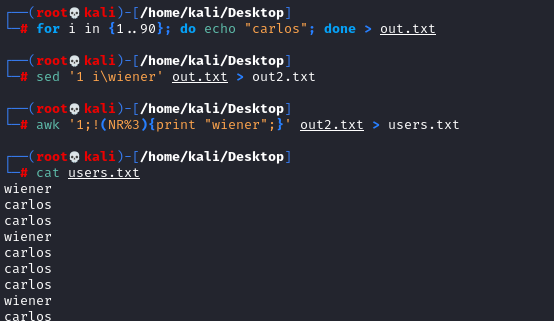 ┌──(root💀kali)-[/home/kali/Desktop]
└─# for i in {1..90}; do echo "carlos"; done > out.txt
┌──(root💀kali)-[/home/kali/Desktop]
└─# sed '1 i\wiener' out.txt > out2.txt
┌──(root💀kali)-[/home/kali/Desktop]
└─# awk '1;!(NR%3){print "wiener";}' out2.txt > users.txt
┌──(root💀kali)-[/home/kali/Desktop]
└─# cat users.txt
wiener
carlos
carlos
wiener
carlos
carlos
carlos
wiener
carlos